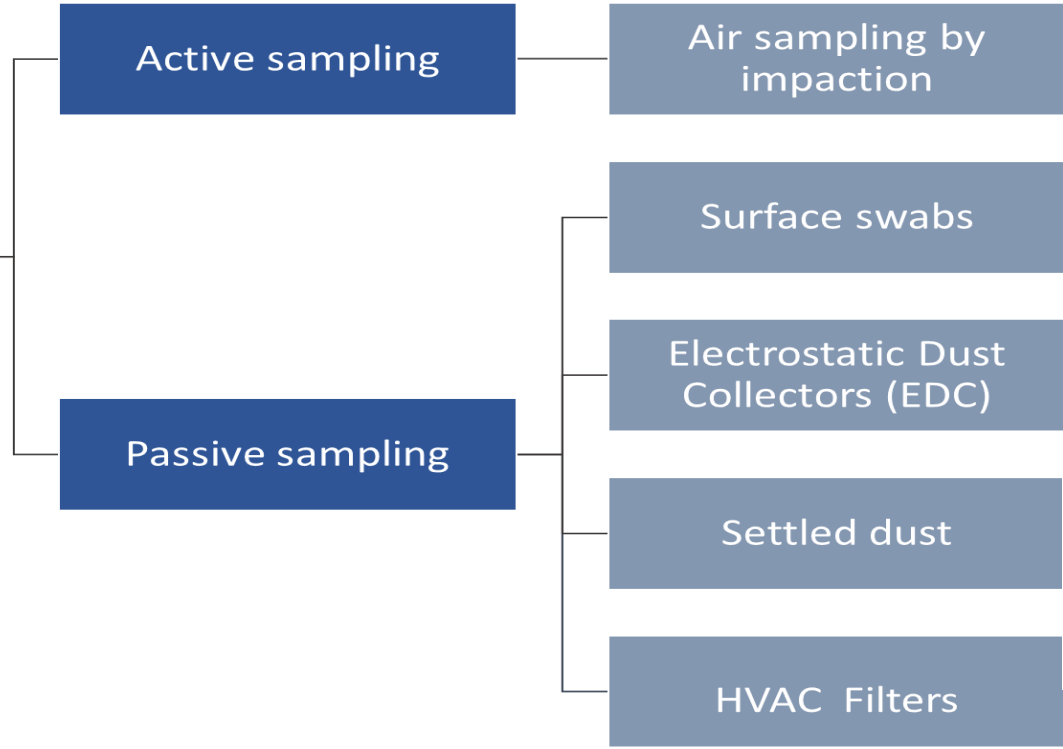 Active sampling
Air sampling by
impaction
Surface swabs
Electrostatic Dust
Collectors (EDC)
Passive sampling
Settled dust
HVAC  Filters